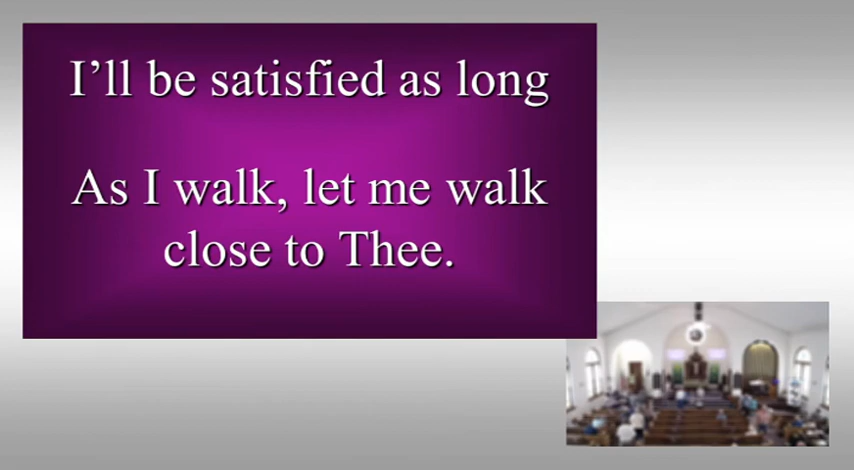 I’ll be satisfied as long
As I walk, let me walk
close to Thee.